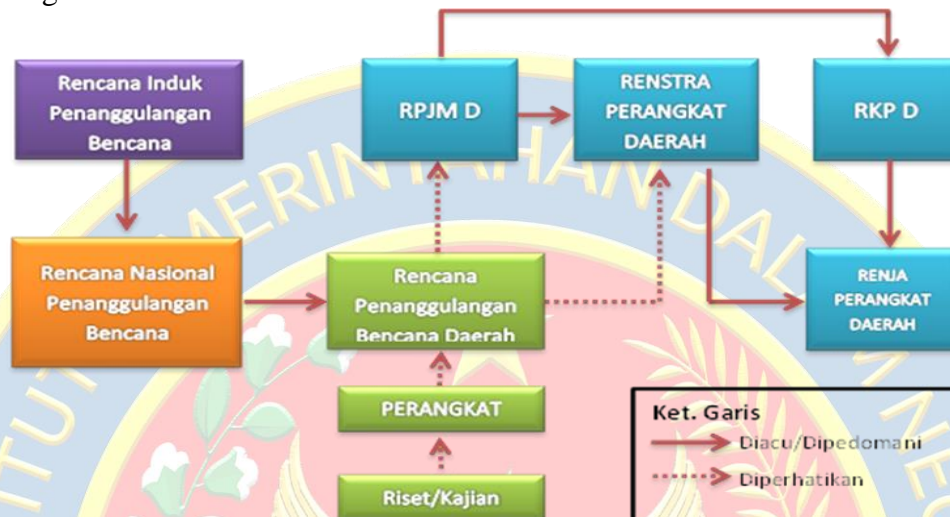 Rencana Induk
Penanggulangan
Bencana
RPJM D
RENSTRA
PERANGKAT
DAERAH
RKP D
Rencana Nasional
Penanggulangan
Bencana
Rencana
Penanggulangan
Bencana Daerah
RENJA
PERANGKAT
DAERAH
PERANGKAT
Riset/Kajian
Ket. Garis
Diacu/Dipedomani
Diperhatikan